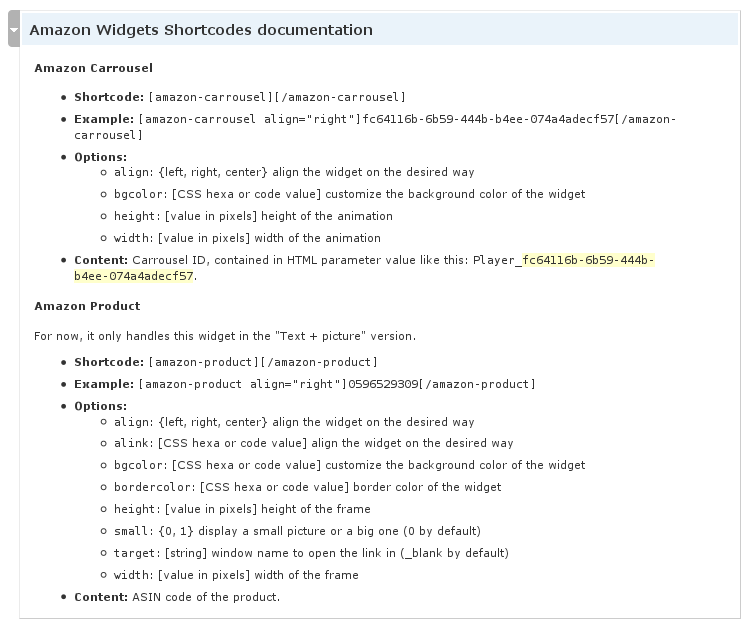 Amazon Widgets Shortcodes documentation
Amazon Carrousel
Shortcode: [amazon-carrousel][/amazon-carrousel]
Example: [amazon-carrousel align="right"]fc64116b-6b59-444b-b4ee-074a4adecf57[/amazon-
carrousel]
Options:
align: {left, right, center} align the widget on the desired way
bgcolor: [CSS hexa or code value] customize the background color of the widget
height: [value in pixels] height of the animation
width: [value in pixels] width of the animation
Content: Carrousel ID, contained in HTML parameter value like this: Player_fc64116b-6b59-444b-
b4ee-074a4adecf57.
Amazon Product
For now, it only handles this widget in the "Text + picture" version.
Shortcode: [amazon-product][/amazon-product]
Example: [amazon-product align="right"]0596529309[/amazon-product]
Options:
align: {left, right, center} align the widget on the desired way
alink: [CSS hexa or code value] align the widget on the desired way
bgcolor: [CSS hexa or code value] customize the background color of the widget
bordercolor: [CSS hexa or code value] border color of the widget
height: [value in pixels] height of the frame
small: {0, 1} display a small picture or a big one (0 by default)
target: [string] window name to open the link in (_blank by default)
width: [value in pixels] width of the frame
Content: ASIN code of the product.